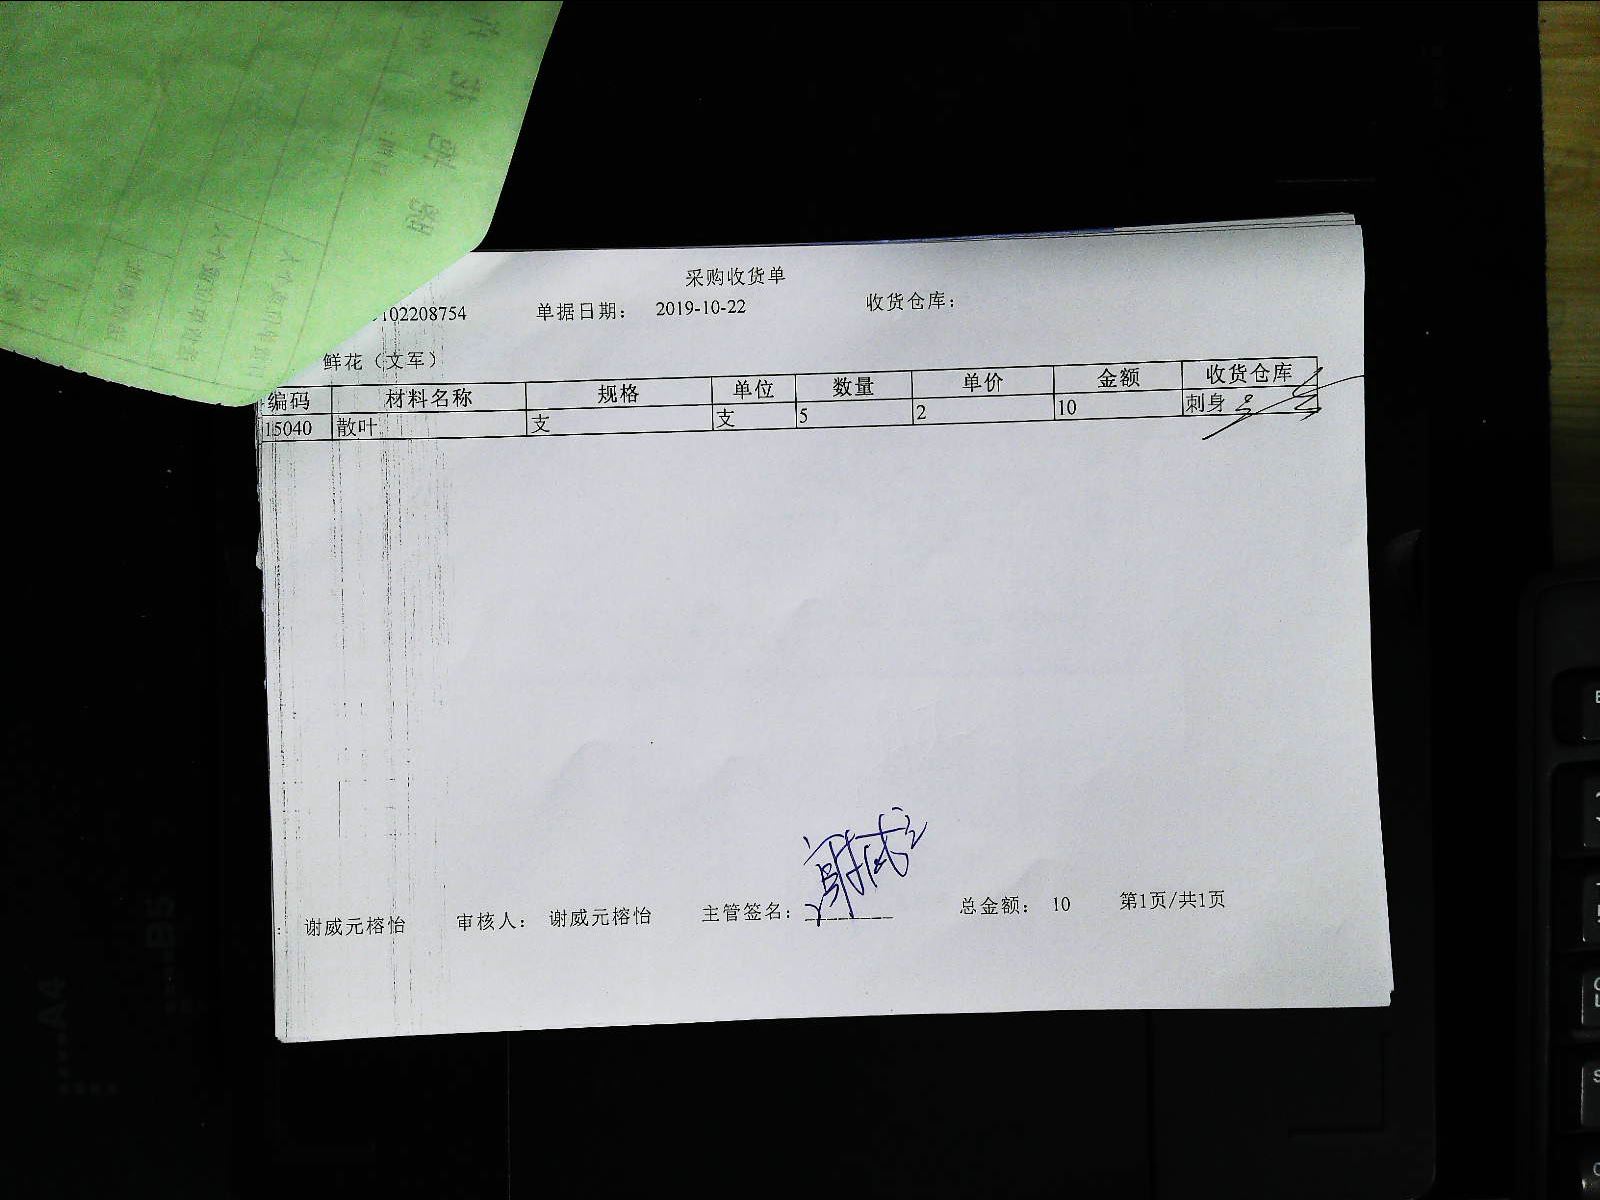 采购收货单
102208754 单据日期： 2019-10-22 收货仓库：
鲜花（文军）
编码 材料名称 规格 单位 数量 单价 金额 收货仓库
15040 散叶 支 支 5 2 10 刺身
： 谢威元榕怡 审核人： 谢威元榕怡 主管签名： 总金额： 10 第1页/共1页
A4
B5